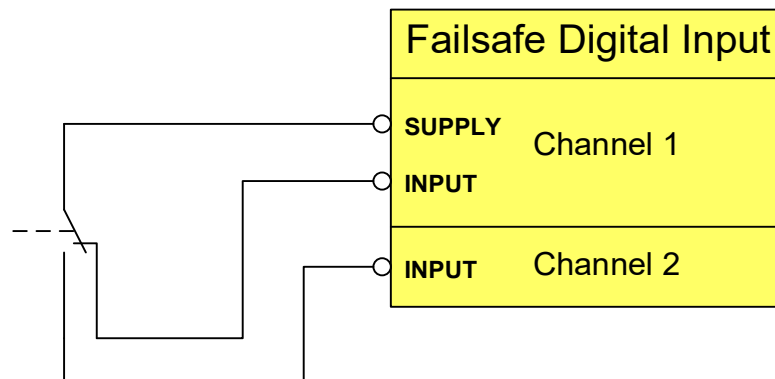 Failsafe Digital Input
SUPPLY
Channel 1
INPUT
INPUT
Channel 2